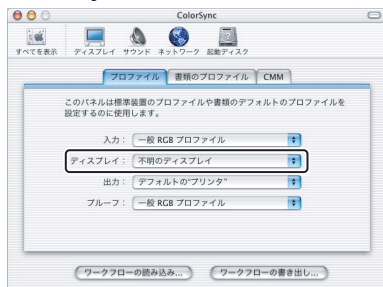 ColorSync
すべてを表示 ディスプレイ サウンド ネットワーク 起動ディスク
プロファイル 書類のプロファイル CMM
このパネルは標準装置のプロファイルや書類のデフォルトのプロファイルを
設定するのに使用します。
入力： 一般 RGB プロファイル
ディスプレイ： 不明のディスプレイ
出力： デフォルトの"プリンタ"
プルーフ： 一般 RGB プロファイル
ワークフローの読み込み... ワークフローの書き出し...